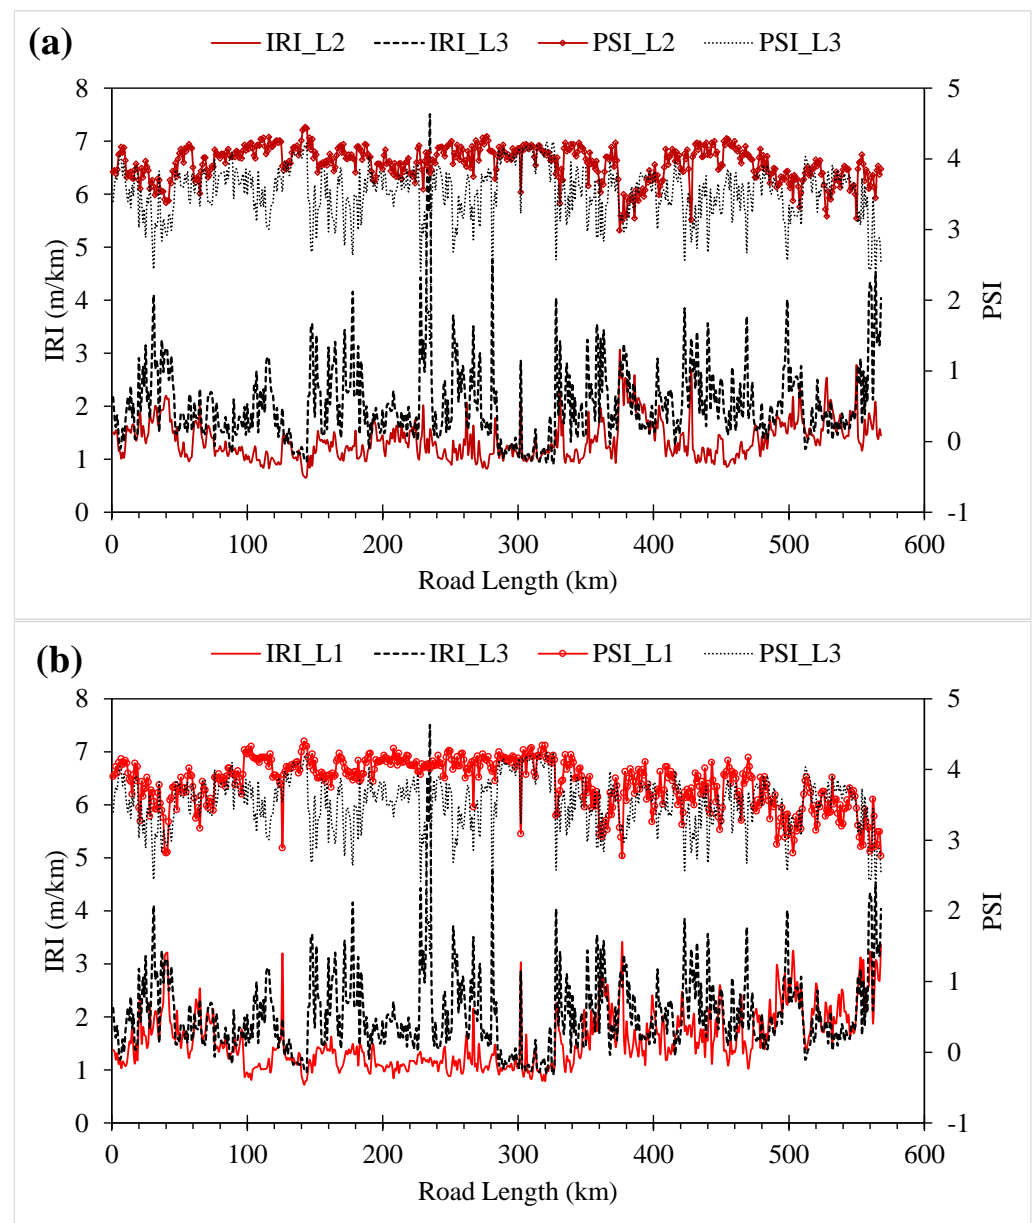 (a)
IRI_L2 IRI_L3 PSI_L2 PSI_L3
8 5
7 4
6
3
5
IRI (m/km) 4 2 PSI
3 1
2
0
1
0 -1
0 100 200 300 400 500 600
Road Length (km)
(b)
IRI_L1 IRI_L3 PSI_L1 PSI_L3
8 5
7 4
6
3
5
IRI (m/km) 4 2 PSI
3 1
2
0
1
0 -1
0 100 200 300 400 500 600
Road Length (km)